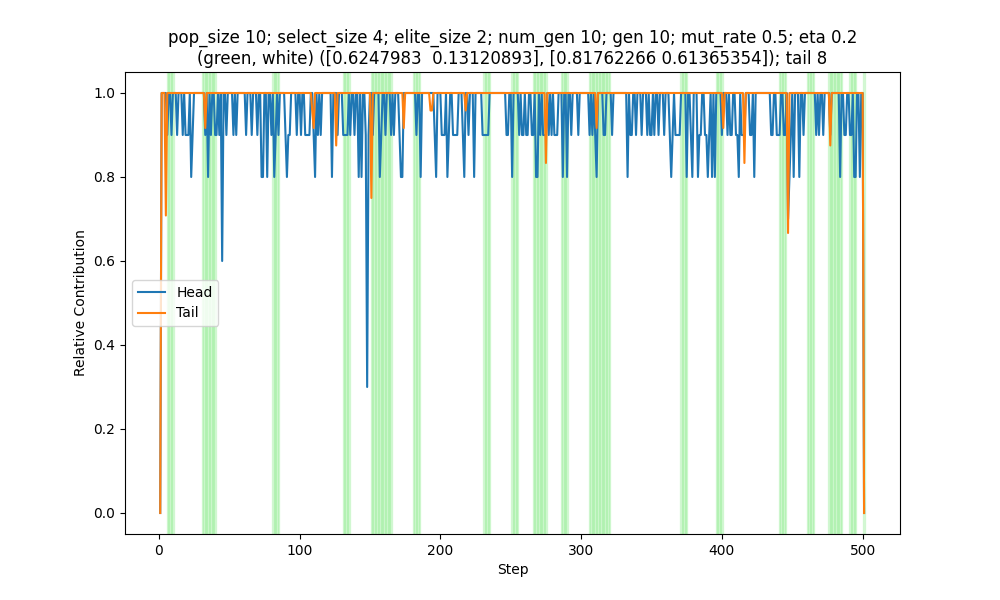 pop_size 10; select_size 4; elite_size 2; num_gen 10; gen 10; mut_rate 0.5; eta 0.2
(green, white) ([0.6247983  0.13120893], [0.81762266 0.61365354]); tail 8
1.0
0.8
0.6
0.4
0.2
0.0
Relative Contribution
Head
Tail
0
100
200
300
400
500
Step